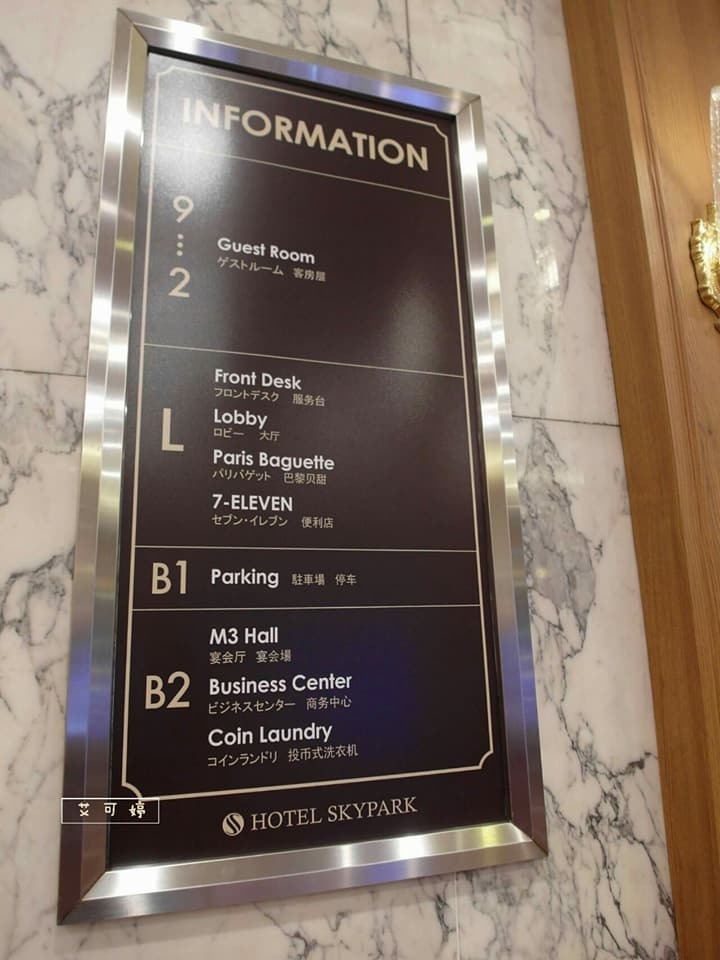 INFORMATION
9
⋮
2
Guest Room
ゲストルーム 客房层
L
Front Desk
フロントデスク 服务台
Lobby
ロビー 大厅
Paris Baguette
パリバゲット 巴黎贝甜
7-ELEVEN
セブン・イレブン 便利店
B1 Parking 駐車場 停车
B2
M3 Hall
宴会厅 宴会場
Business Center
ビジネスセンター 商务中心
Coin Laundry
コインランドリ 投币式洗衣机
HOTEL SKYPARK
艾可婷